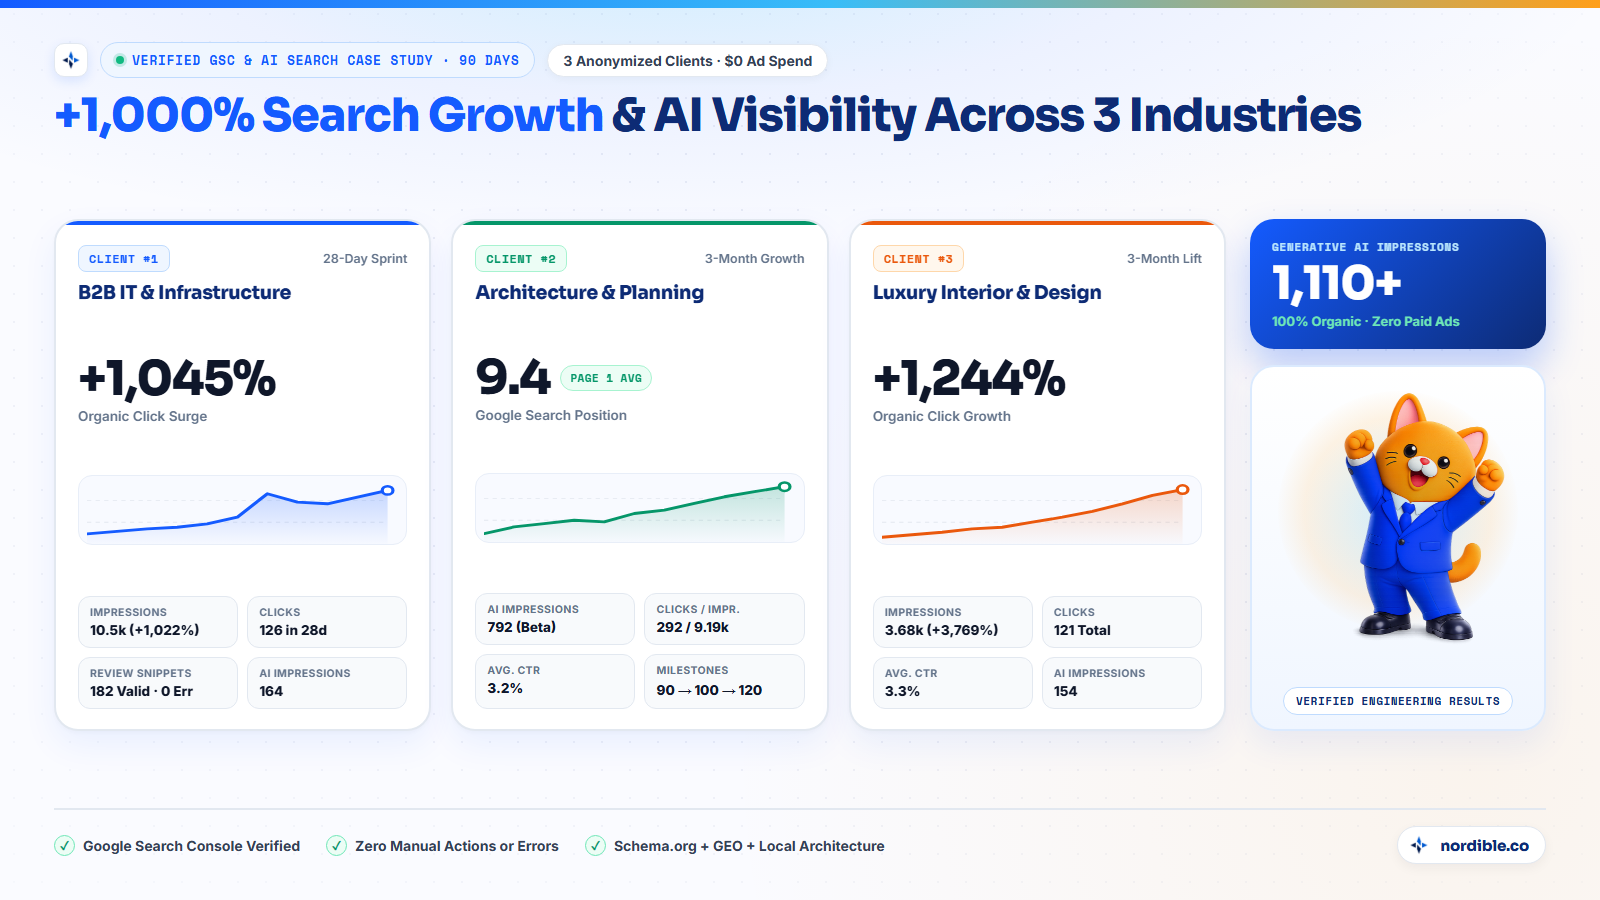 VERIFIED GSC & AI SEARCH CASE STUDY · 90 DAYS
3 Anonymized Clients · $0 Ad Spend
+1,000% Search Growth & AI Visibility Across 3 Industries
CLIENT #1
28-Day Sprint
B2B IT & Infrastructure
+1,045%
Organic Click Surge
IMPRESSIONS
10.5k (+1,022%)
CLICKS
126 in 28d
REVIEW SNIPPETS
182 Valid · 0 Err
AI IMPRESSIONS
164
CLIENT #2
3-Month Growth
Architecture & Planning
9.4
PAGE 1 AVG
Google Search Position
AI IMPRESSIONS
792 (Beta)
CLICKS / IMPR.
292 / 9.19k
AVG. CTR
3.2%
MILESTONES
90 → 100 → 120
CLIENT #3
3-Month Lift
Luxury Interior & Design
+1,244%
Organic Click Growth
IMPRESSIONS
3.68k (+3,769%)
CLICKS
121 Total
AVG. CTR
3.3%
AI IMPRESSIONS
154
GENERATIVE AI IMPRESSIONS
1,110+
100% Organic · Zero Paid Ads
VERIFIED ENGINEERING RESULTS
✓ Google Search Console Verified
✓ Zero Manual Actions or Errors
✓ Schema.org + GEO + Local Architecture
nordible.co